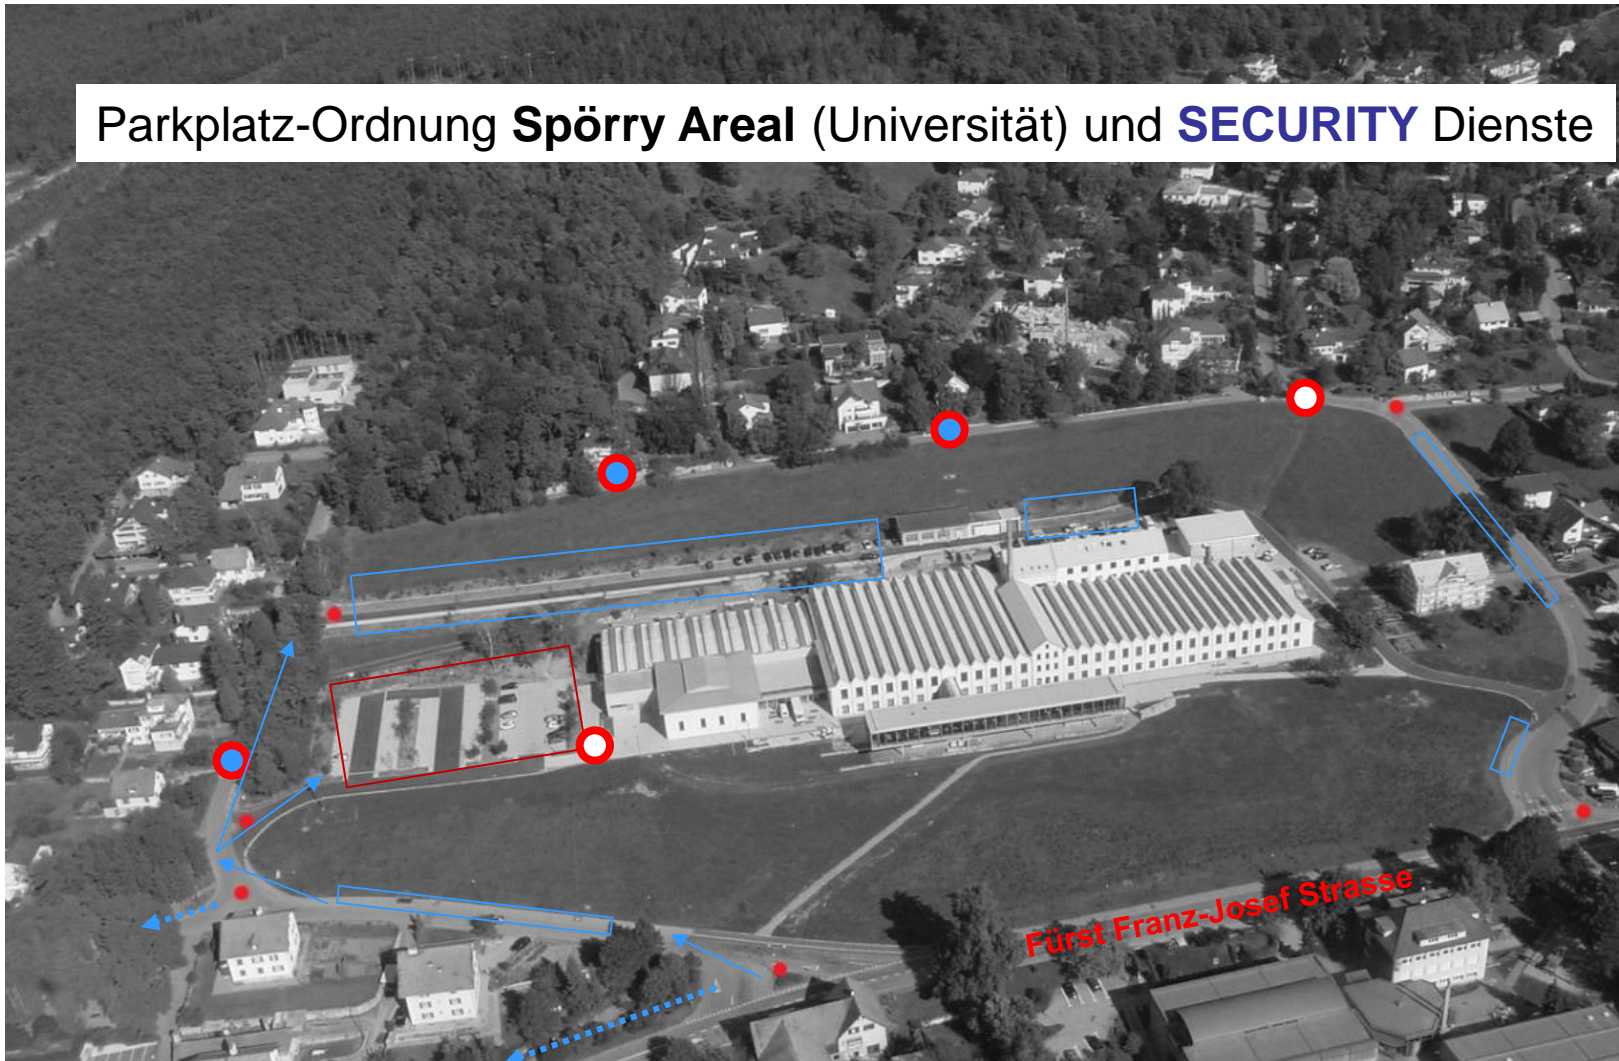 Parkplatz-Ordnung Spörry Areal (Universität) und SECURITY Dienste
Fürst Franz-Josef Strasse